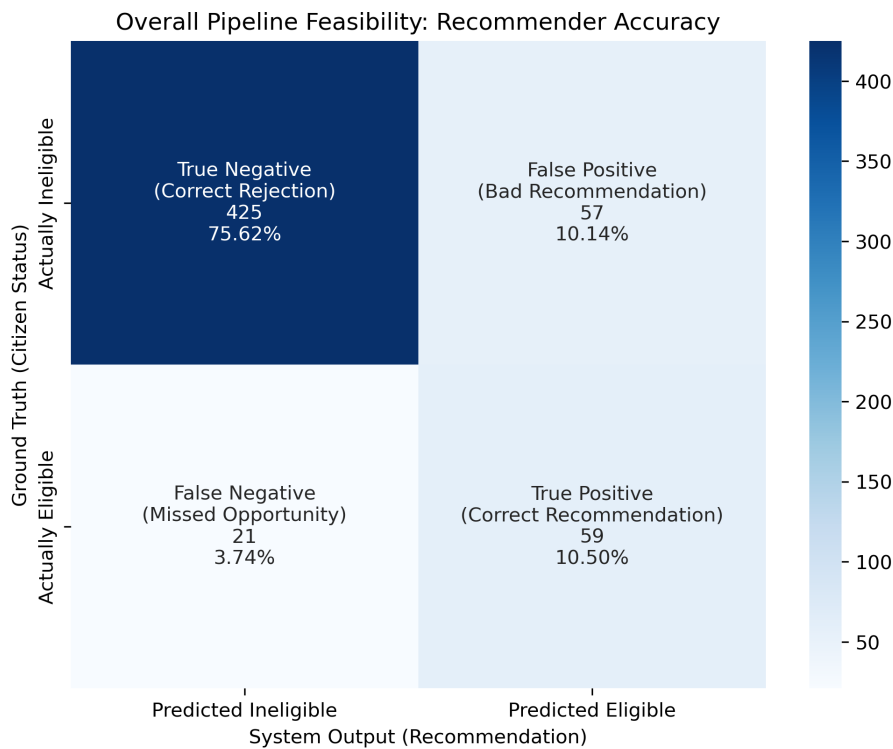 Overall Pipeline Feasibility: Recommender Accuracy
Ground Truth (Citizen Status)
Actually Ineligible
True Negative
(Correct Rejection)
425
75.62%
False Positive
(Bad Recommendation)
57
10.14%
Actually Eligible
False Negative
(Missed Opportunity)
21
3.74%
True Positive
(Correct Recommendation)
59
10.50%
Predicted Ineligible
Predicted Eligible
System Output (Recommendation)
400
350
300
250
200
150
100
50